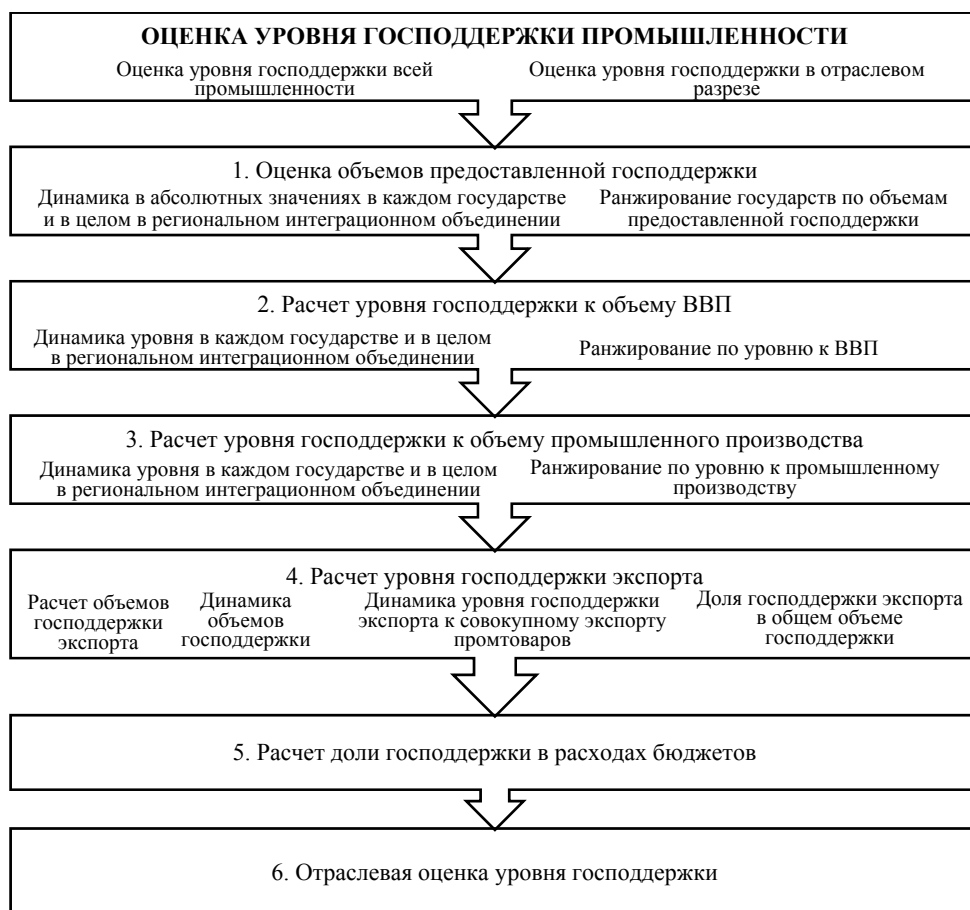 ОЦЕНКА УРОВНЯ ГОСПОДДЕРЖКИ ПРОМЫШЛЕННОСТИ
Оценка уровня господдержки всей
промышленности
Оценка уровня господдержки в отраслевом
разрезе
1. Оценка объемов предоставленной господдержки
Динамика в абсолютных значениях в каждом государстве
и в целом в региональном интеграционном объединении
Ранжирование государств по объемам
предоставленной господдержки
2. Расчет уровня господдержки к объему ВВП
Динамика уровня в каждом государстве и в целом
в региональном интеграционном объединении
Ранжирование по уровню к ВВП
3. Расчет уровня господдержки к объему промышленного производства
Динамика уровня в каждом государстве и в целом
в региональном интеграционном объединении
Ранжирование по уровню к промышленному
производству
4. Расчет уровня господдержки экспорта
Расчет объемов
господдержки
экспорта
Динамика
объемов
господдержки
Динамика уровня господдержки
экспорта к совокупному экспорту
промтоваров
Доля господдержки экспорта
в общем объеме
господдержки
5. Расчет доли господдержки в расходах бюджетов
6. Отраслевая оценка уровня господдержки